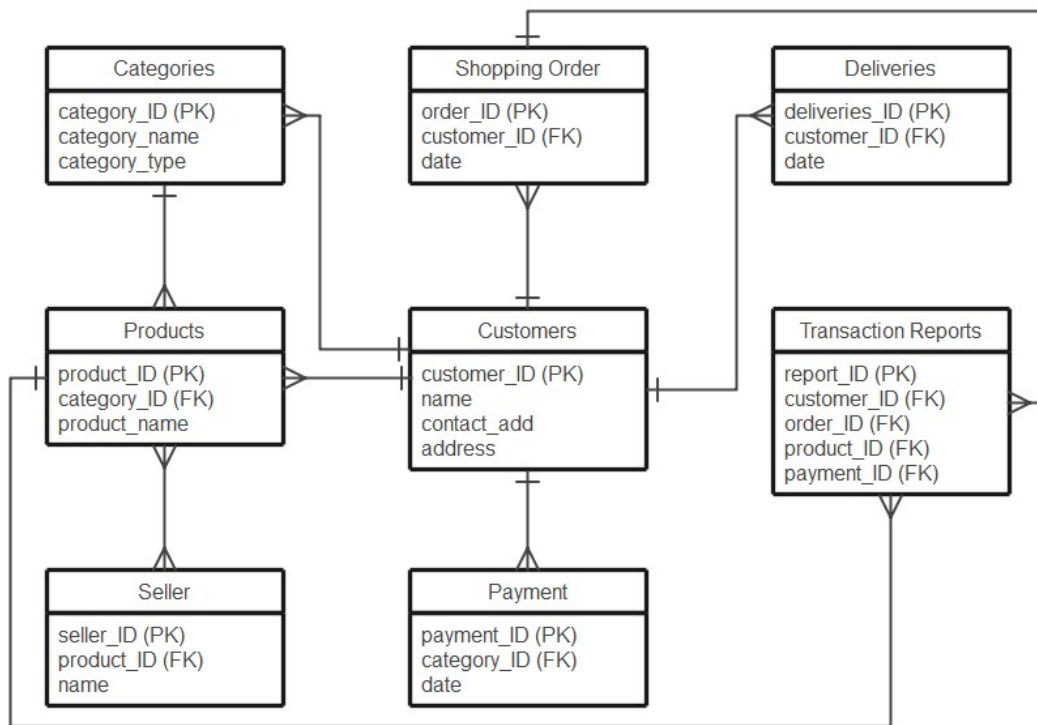 Categories
category_ID (PK)
category_name
category_type
Shopping Order
order_ID (PK)
customer_ID (FK)
date
Deliveries
deliveries_ID (PK)
customer_ID (FK)
date
Products
product_ID (PK)
category_ID (FK)
product_name
Customers
customer_ID (PK)
name
contact_add
address
Transaction Reports
report_ID (PK)
customer_ID (FK)
order_ID (FK)
product_ID (FK)
payment_ID (FK)
Seller
seller_ID (PK)
product_ID (FK)
name
Payment
payment_ID (PK)
category_ID (FK)
date